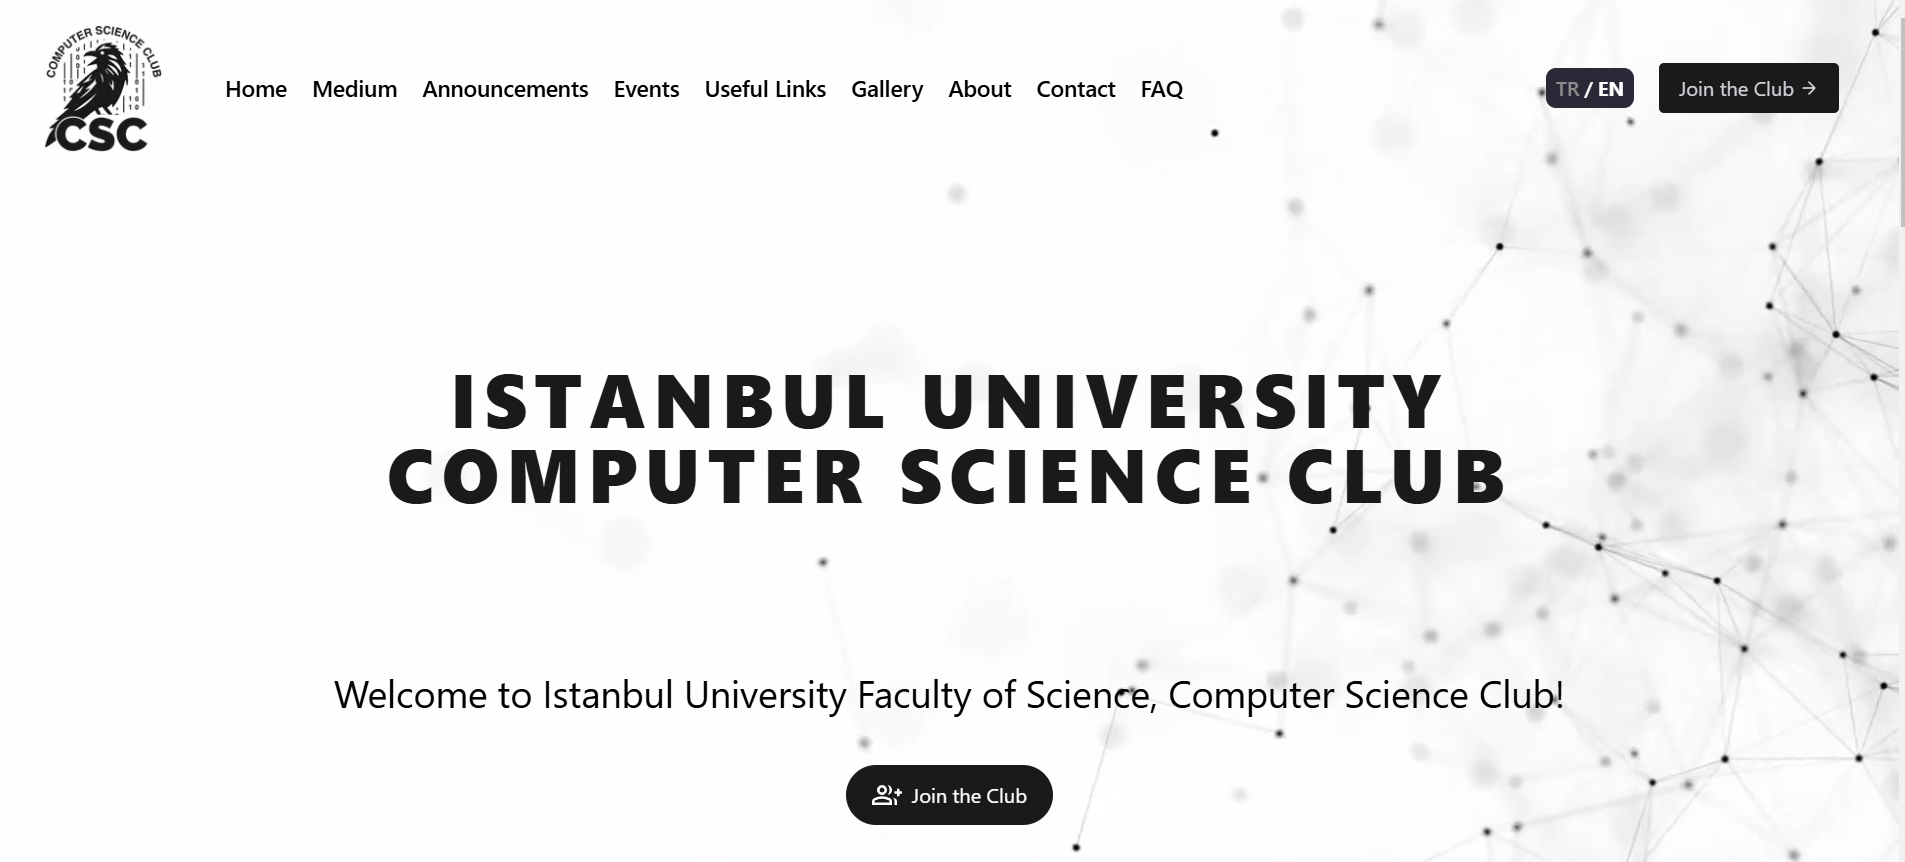 COMPUTER SCIENCE CLUB
CSC
Home Medium Announcements Events Useful Links Gallery About Contact FAQ
TR / EN
Join the Club →
ISTANBUL UNIVERSITY
COMPUTER SCIENCE CLUB
Welcome to Istanbul University Faculty of Science, Computer Science Club!
Join the Club